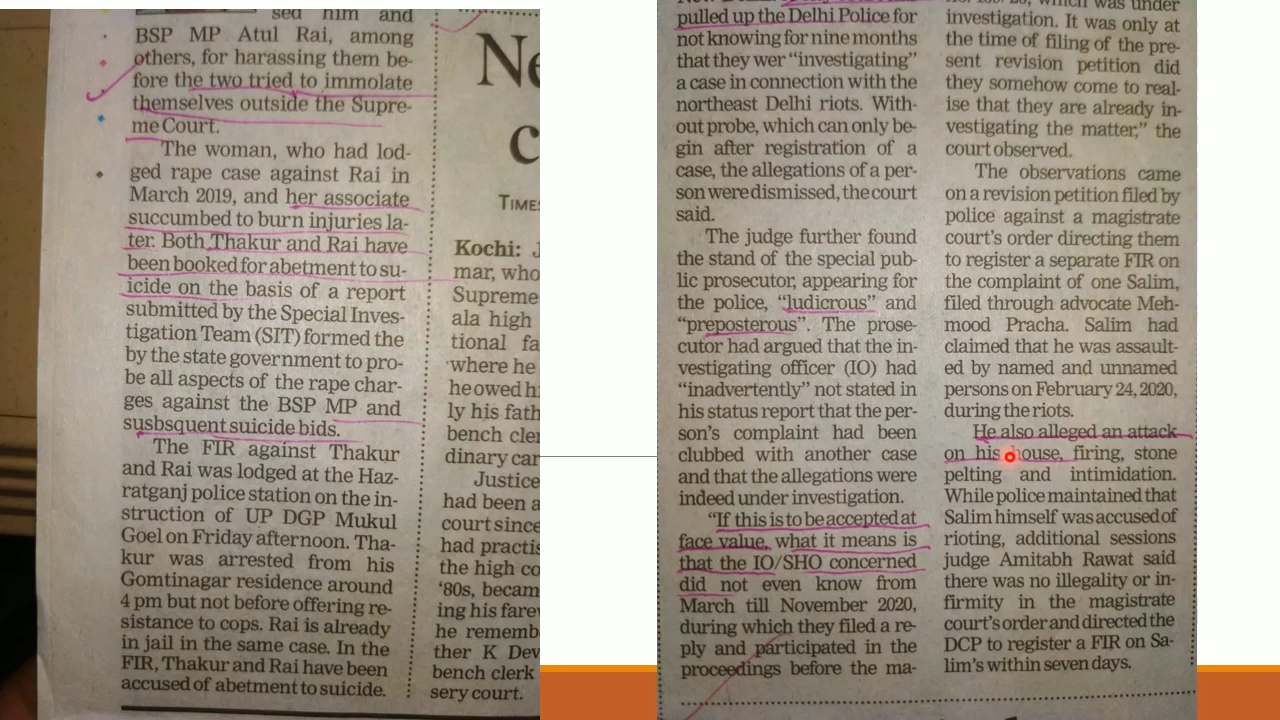 sed him and
BSP MP Atul Rai, among
others, for harassing them be-
fore the two tried to immolate
themselves outside the Supre-
me Court.
The woman, who had lod-
ged rape case against Rai in
March 2019, and her associate
succumbed to burn injuries la-
ter. Both Thakur and Rai have
been booked for abetment to su-
icide on the basis of a report
submitted by the Special Inves-
tigation Team (SIT) formed the
by the state government to pro-
be all aspects of the rape char-
ges against the BSP MP and
susbsquent suicide bids.
The FIR against Thakur
and Rai was lodged at the Haz-
ratganj police station on the in-
struction of UP DGP Mukul
Goel on Friday afternoon. Tha-
kur was arrested from his
Gomtinagar residence around
4 pm but not before offering re-
sistance to cops. Rai is already
in jail in the same case. In the
FIR, Thakur and Rai have been
accused of abetment to suicide.
Ne
c
TIMES
Kochi: J
mar, who
Supreme
ala high
tional fa
where he
he owed h
ly his fath
bench cler
dinary car
Justice
had been a
court since
had practis
the high co
'80s, becam
ing his fare
he rememb
ther K Dev
bench clerk
sery court.
pulled up the Delhi Police for
not knowing for nine months
that they wer "investigating"
a case in connection with the
northeast Delhi riots. With-
out probe, which can only be-
gin after registration of a
case, the allegations of a per-
son were dismissed, the court
said.
The judge further found
the stand of the special pub-
lic prosecutor, appearing for
the police, "ludicrous" and
"preposterous". The prose-
cutor had argued that the in-
vestigating officer (IO) had
"inadvertently" not stated in
his status report that the per-
son's complaint had been
clubbed with another case
and that the allegations were
indeed under investigation.
"If this is to be accepted at
face value, what it means is
that the IO/SHO concerned
did not even know from
March till November 2020,
during which they filed a re-
ply and participated in the
proceedings before the ma-
which was under
investigation. It was only at
the time of filing of the pre-
sent revision petition did
they somehow come to real-
ise that they are already in-
vestigating the matter," the
court observed.
The observations came
on a revision petition filed by
police against a magistrate
court's order directing them
to register a separate FIR on
the complaint of one Salim,
filed through advocate Meh-
mood Pracha. Salim had
claimed that he was assault-
ed by named and unnamed
persons on February 24, 2020,
during the riots.
He also alleged an attack
on his house, firing, stone
pelting and intimidation.
While police maintained that
Salim himself was accused of
rioting, additional sessions
judge Amitabh Rawat said
there was no illegality or in-
firmity in the magistrate
court's order and directed the
DCP to register a FIR on Sa-
lim's within seven days.